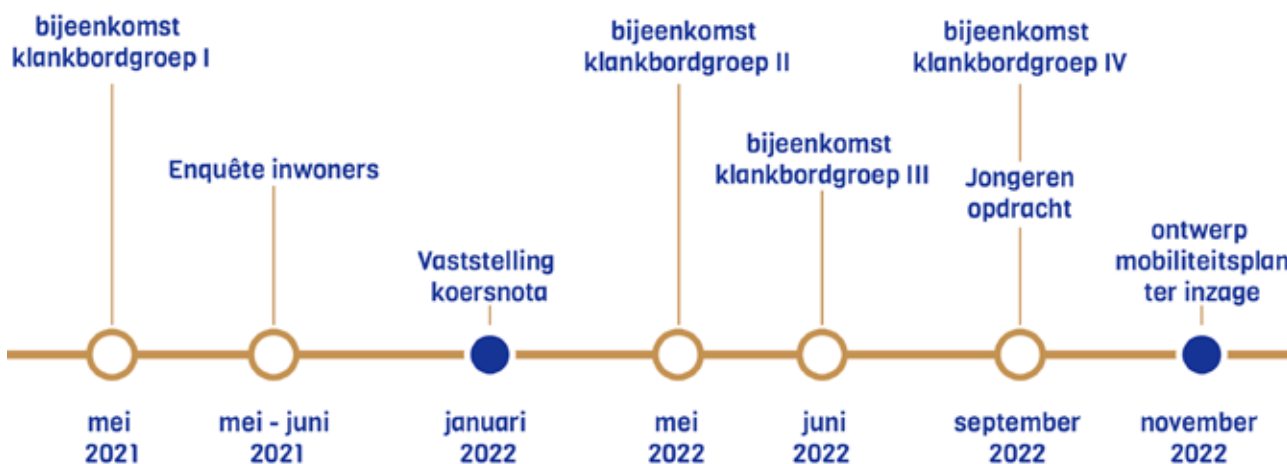 bijeenkomst
klankbordgroep I
Enquête inwoners
Vaststelling
koersnota
bijeenkomst
klankbordgroep II
bijeenkomst
klankbordgroep III
bijeenkomst
klankbordgroep IV
Jongeren
opdracht
ontwerp
mobiliteitsplan
ter inzage
mei
2021
mei - juni
2021
januari
2022
mei
2022
juni
2022
september
2022
november
2022